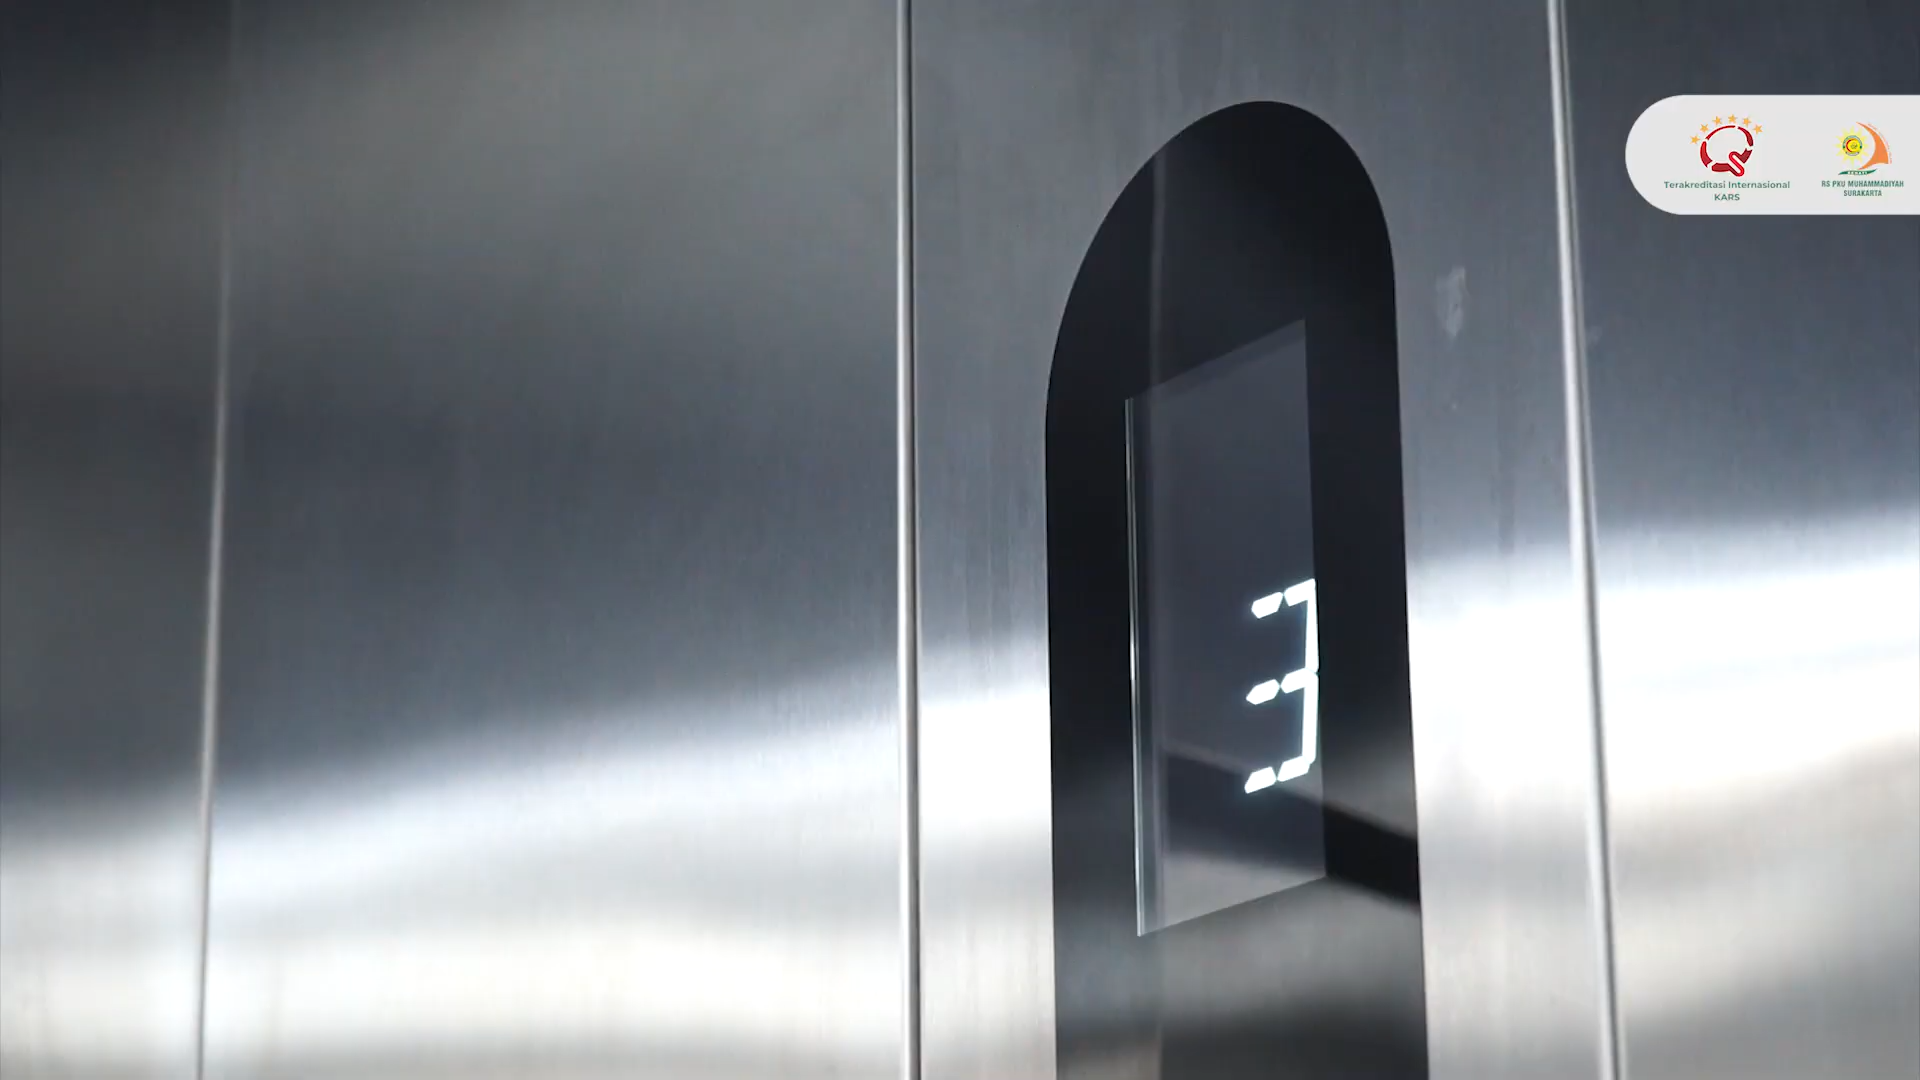 Terakreditasi Internasional
KARS
RS PKU MUHAMMADIYAH
SURAKARTA
3